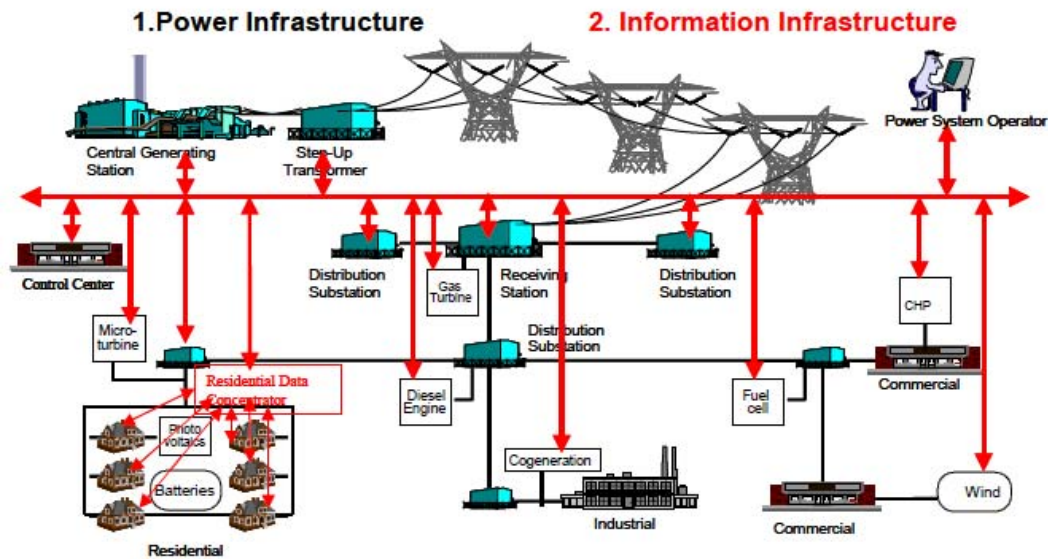 1.Power Infrastructure
2. Information Infrastructure
Central Generating
Station
Step-Up
Transformer
Power System Operator
Control Center
Distribution
Substation
Gas
Turbine
Receiving
Station
Distribution
Substation
CHP
Micro-
turbine
Distribution
Substation
Commercial
Residential Data
Concentrator
Diesel
Engine
Fuel
cell
Photo
voltaics
Cogeneration
Batteries
Industrial
Wind
Commercial
Residential